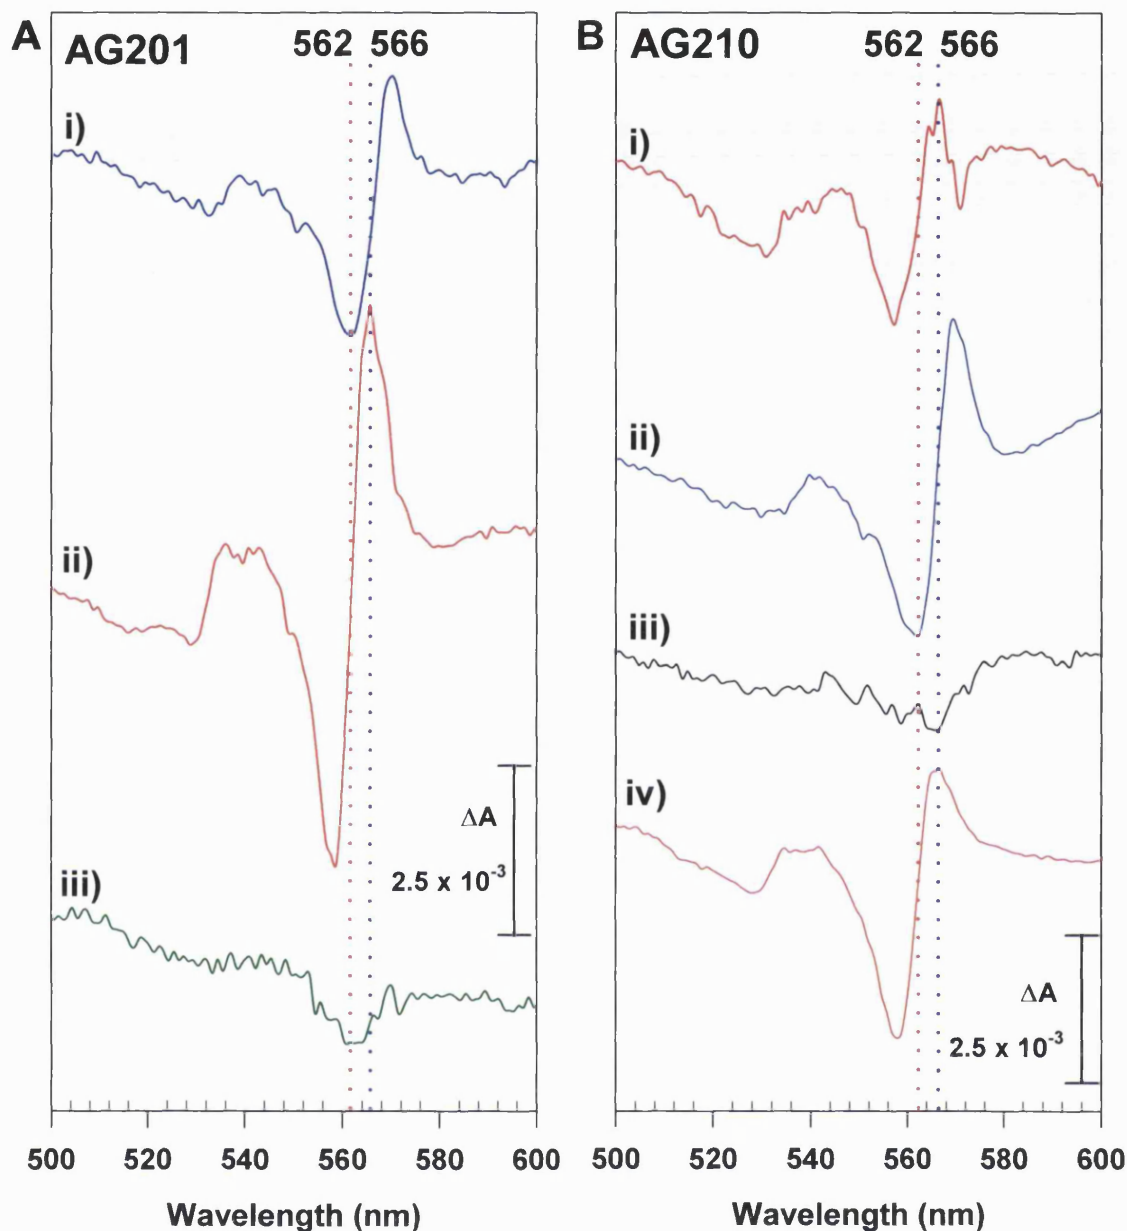 A AG201 562 566
i)
ii)
ΔA
2.5 x 10-3
iii)
500 520 540 560 580 600
Wavelength (nm)
B AG210 562 566
i)
ii)
iii)
iv)
ΔA
2.5 x 10-3
500 520 540 560 580 600
Wavelength (nm)